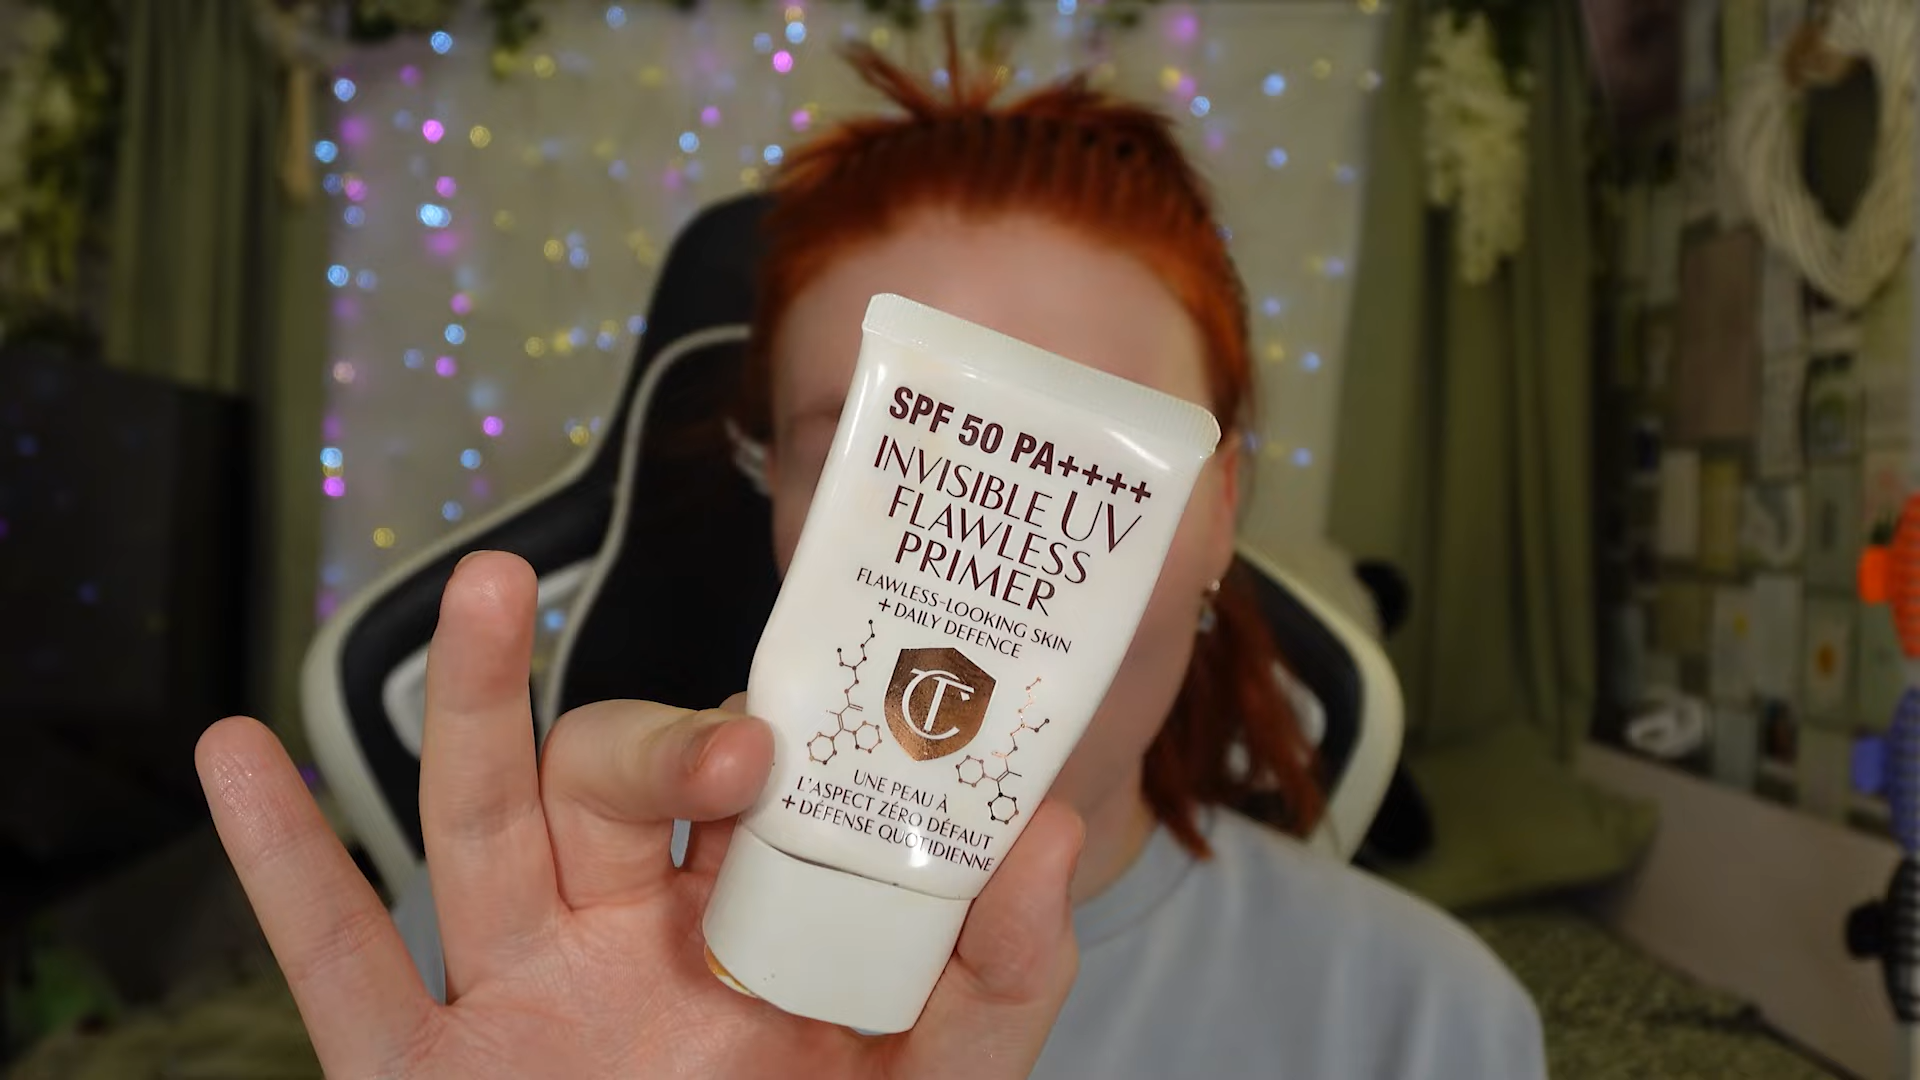 SPF 50 PA++++
INVISIBLE UV
FLAWLESS
PRIMER
FLAWLESS-LOOKING SKIN
+ DAILY DEFENCE
CT
UNE PEAU À
L'ASPECT ZÉRO DÉFAUT
+ DÉFENSE QUOTIDIENNE